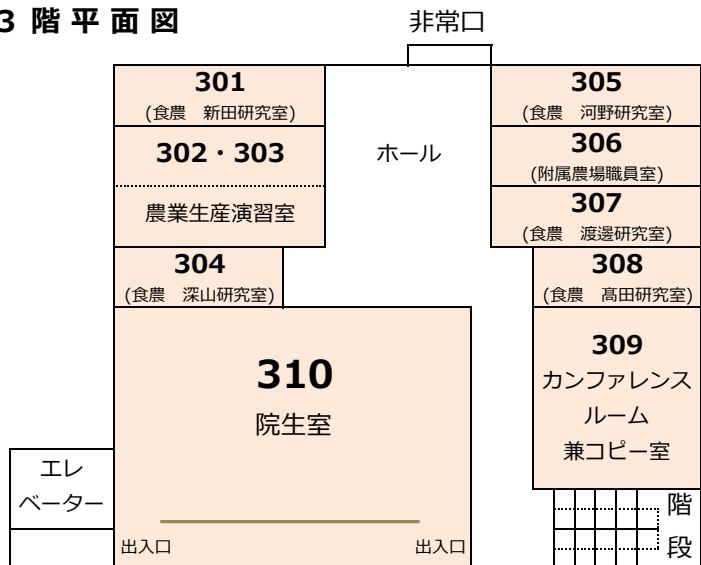 3 階 平 面 図
非常口
301
(食農　新田研究室)
302・303
農業生産演習室
ホール
305
(食農　河野研究室)
306
(附属農場職員室)
307
(食農　渡邊研究室)
304
(食農　深山研究室)
308
(食農　髙田研究室)
310
院生室
309
カンファレンス
ルーム
兼コピー室
エレ
ベーター
出入口
出入口
階
段